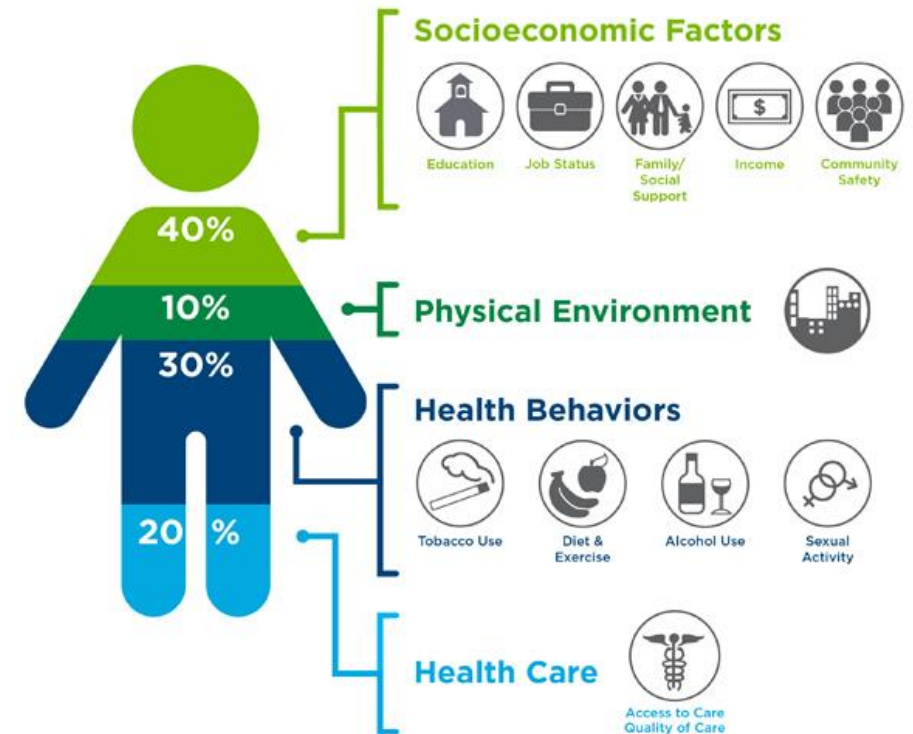 Socioeconomic Factors
$
Education
Job Status
Family/
Social
Support
Income
Community
Safety
40%
10%
Physical Environment
30%
Health Behaviors
Tobacco Use
Diet &
Exercise
Alcohol Use
Sexual
Activity
20 %
Health Care
Access to Care
Quality of Care